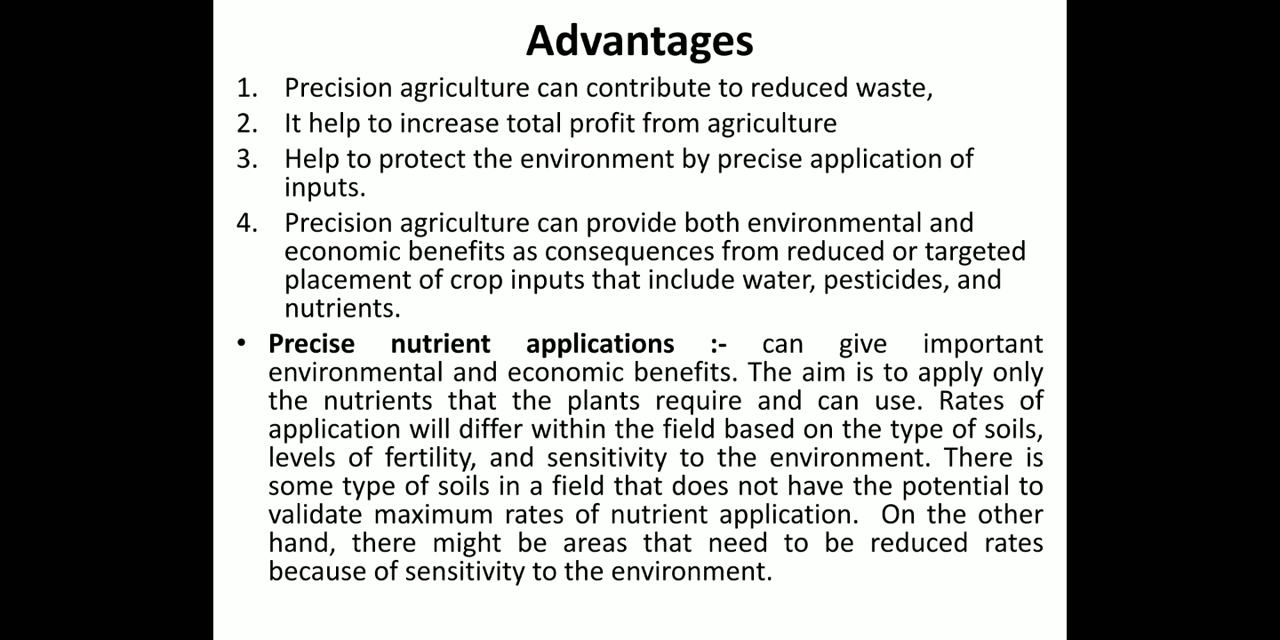 Advantages
1. Precision agriculture can contribute to reduced waste,
2. It help to increase total profit from agriculture
3. Help to protect the environment by precise application of
inputs.
4. Precision agriculture can provide both environmental and
economic benefits as consequences from reduced or targeted
placement of crop inputs that include water, pesticides, and
nutrients.
• Precise nutrient applications :- can give important
environmental and economic benefits. The aim is to apply only
the nutrients that the plants require and can use. Rates of
application will differ within the field based on the type of soils,
levels of fertility, and sensitivity to the environment. There is
some type of soils in a field that does not have the potential to
validate maximum rates of nutrient application. On the other
hand, there might be areas that need to be reduced rates
because of sensitivity to the environment.